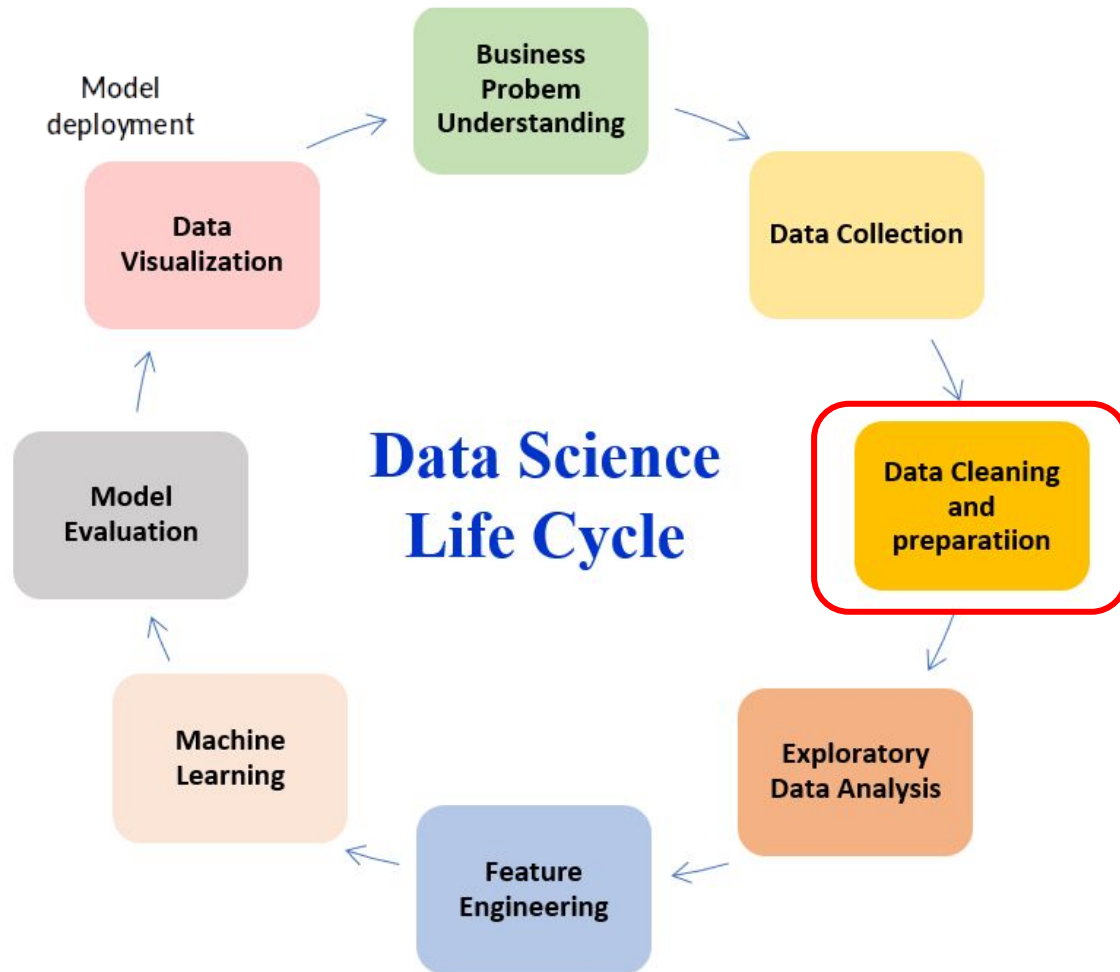 Business
Probem
Understanding
Model
deployment
Data
Visualization
Data Collection
Data Science
Life Cycle
Data Cleaning
and
preparatiion
Model
Evaluation
Machine
Learning
Exploratory
Data Analysis
Feature
Engineering